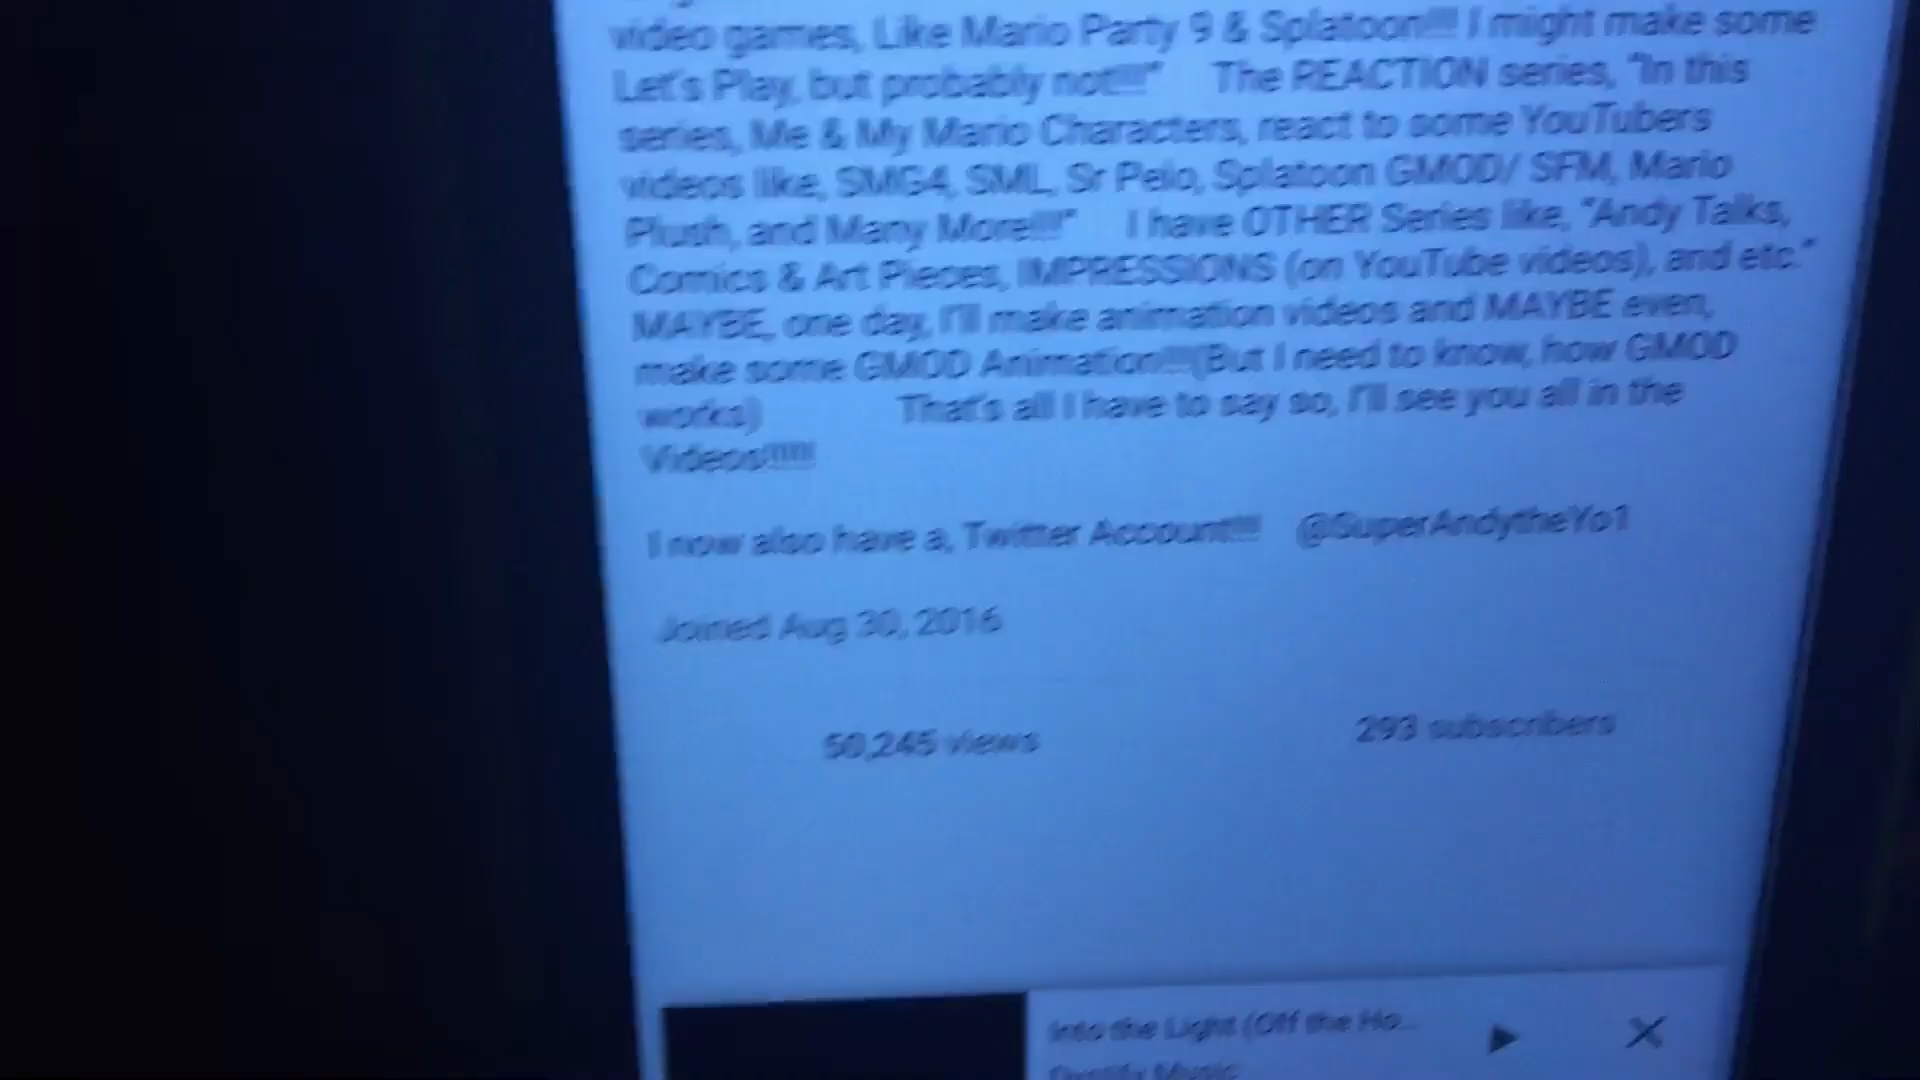 video games, Like Mario Party 9 & Splatoon!!! I might make some
Let's Play, but probably not!!!" The REACTION series, "In this
series, Me & My Mario Characters, react to some YouTubers
videos like, SMG4, SML, Sr Pelo, Splatoon GMOD/ SFM, Mario
Plush, and Many More!!!" I have OTHER Series like, "Andy Talks,
Comics & Art Pieces, IMPRESSIONS (on YouTube videos), and etc."
MAYBE, one day, I'll make animation videos and MAYBE even,
make some GMOD Animation!!!(But I need to know, how GMOD
works) That's all I have to say so, I'll see you all in the
Videos!!!!!
I now also have a, Twitter Account!!! @SuperAndytheYo1
Joined Aug 30, 2016
50,245 views 293 subscribers
Into the Light (Off the Ho...
Music